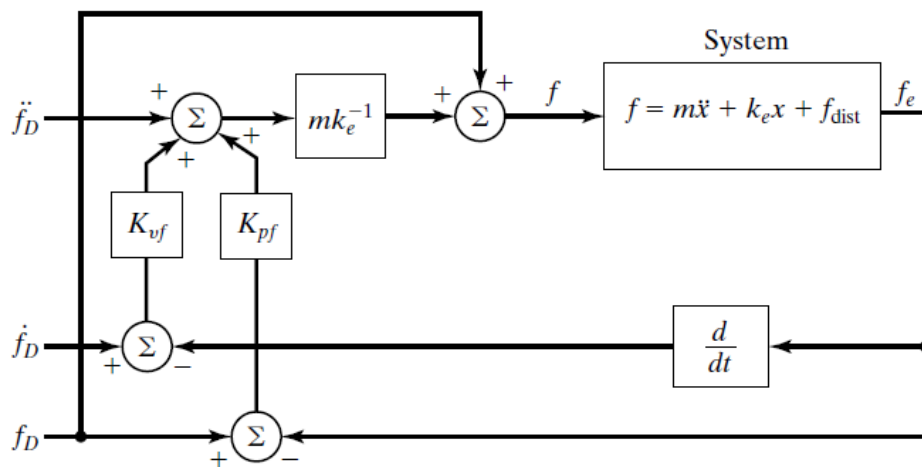 System
f̈_D
+
+
+
Σ
mk_e^{-1}
+
+
Σ
f
f = mẍ + k_e x + f_dist
f_e
K_vf
K_pf
ḟ_D
+
−
Σ
d/dt
f_D
+
−
Σ